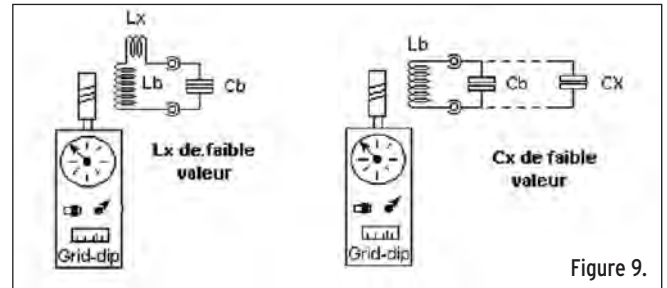 Lx
Lb
Cb
Lx de.faible
valeur
Grid-dip
Lb
Cb
CX
Cx de faible
valeur
Grid-dip
Figure 9.